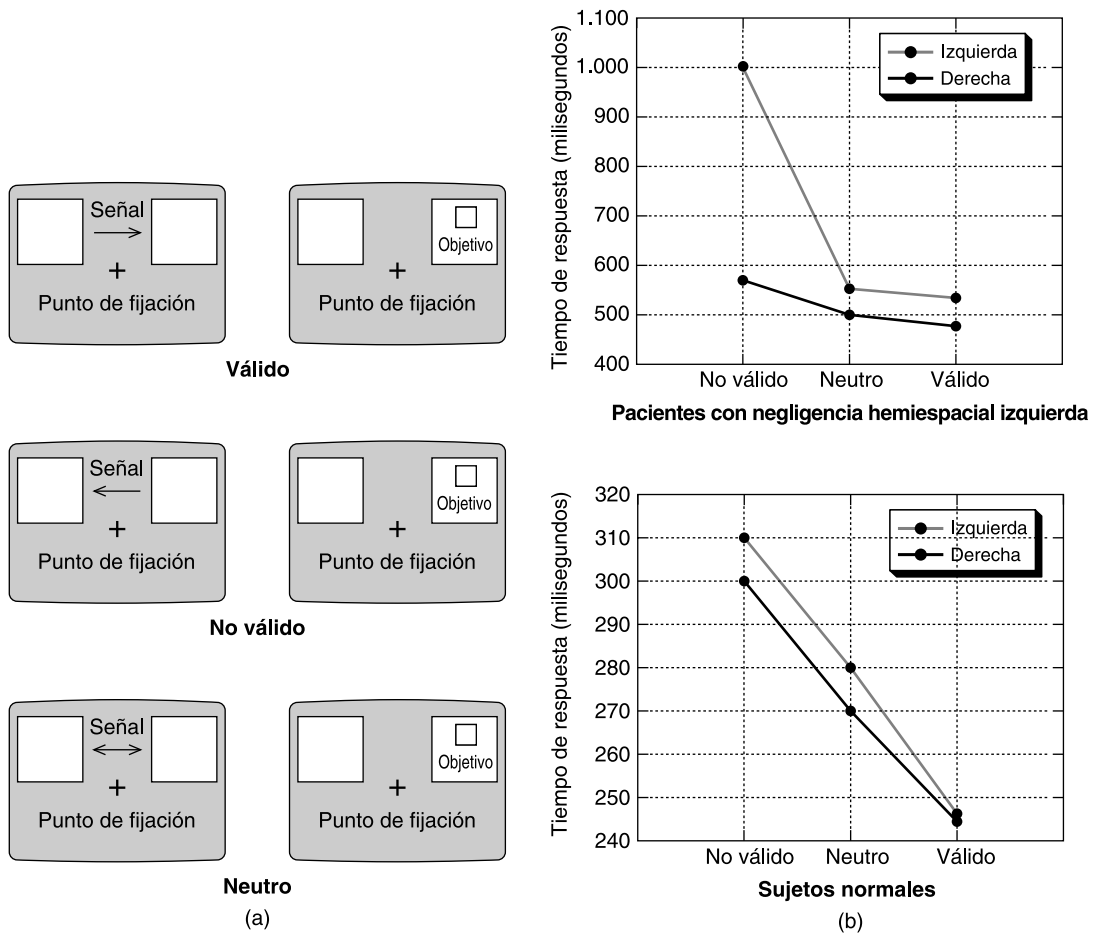 Señal
Punto de fijación
Objetivo
Punto de fijación
Válido
Señal
Punto de fijación
Objetivo
Punto de fijación
No válido
Señal
Punto de fijación
Objetivo
Punto de fijación
Neutro
(a)
Tiempo de respuesta (milisegundos)
1.100
1.000
900
800
700
600
500
400
Izquierda
Derecha
No válido Neutro Válido
Pacientes con negligencia hemiespacial izquierda
Tiempo de respuesta (milisegundos)
320
310
300
290
280
270
260
250
245
240
Izquierda
Derecha
No válido Neutro Válido
Sujetos normales
(b)